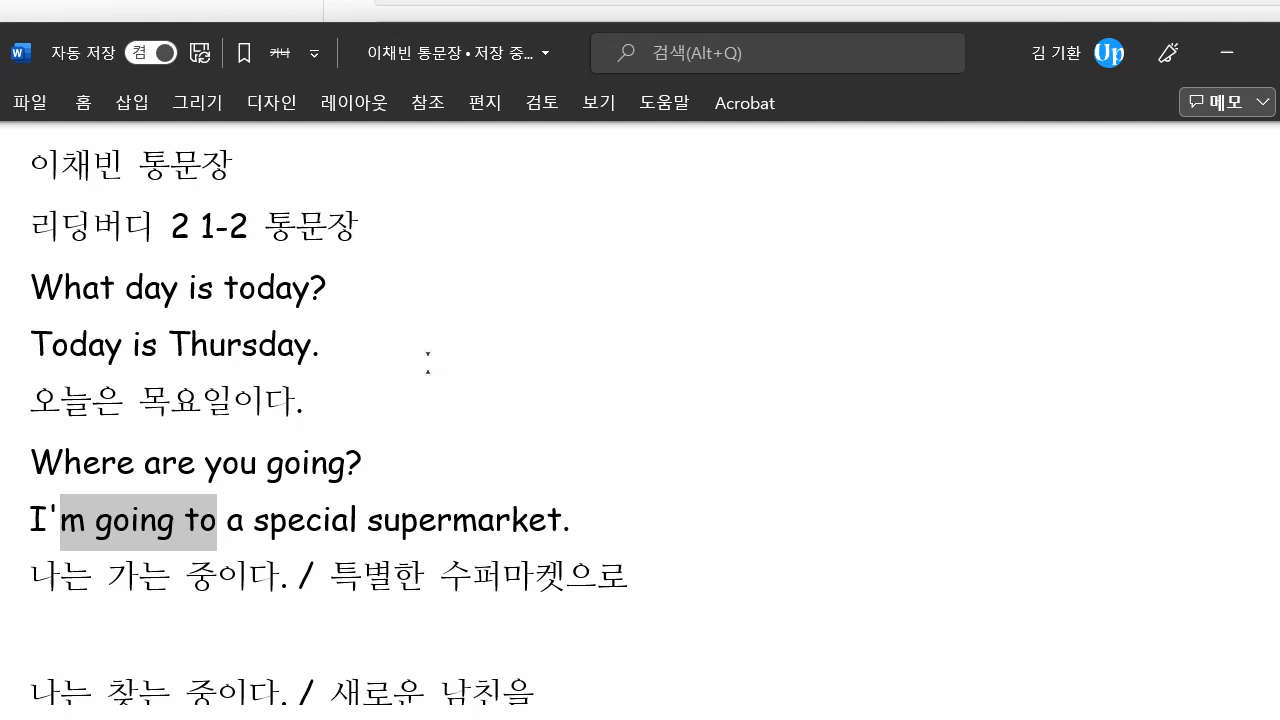 자동 저장 켬 가나 이채빈 통문장 • 저장 중... 검색(Alt+Q) 김 기환 Up
파일 홈 삽입 그리기 디자인 레이아웃 참조 편지 검토 보기 도움말 Acrobat 메모
이채빈 통문장
리딩버디 2 1-2 통문장
What day is today?
Today is Thursday.
오늘은 목요일이다.
Where are you going?
I'm going to a special supermarket.
나는 가는 중이다. / 특별한 수퍼마켓으로
나는 찾는 중이다. / 새로운 남친을